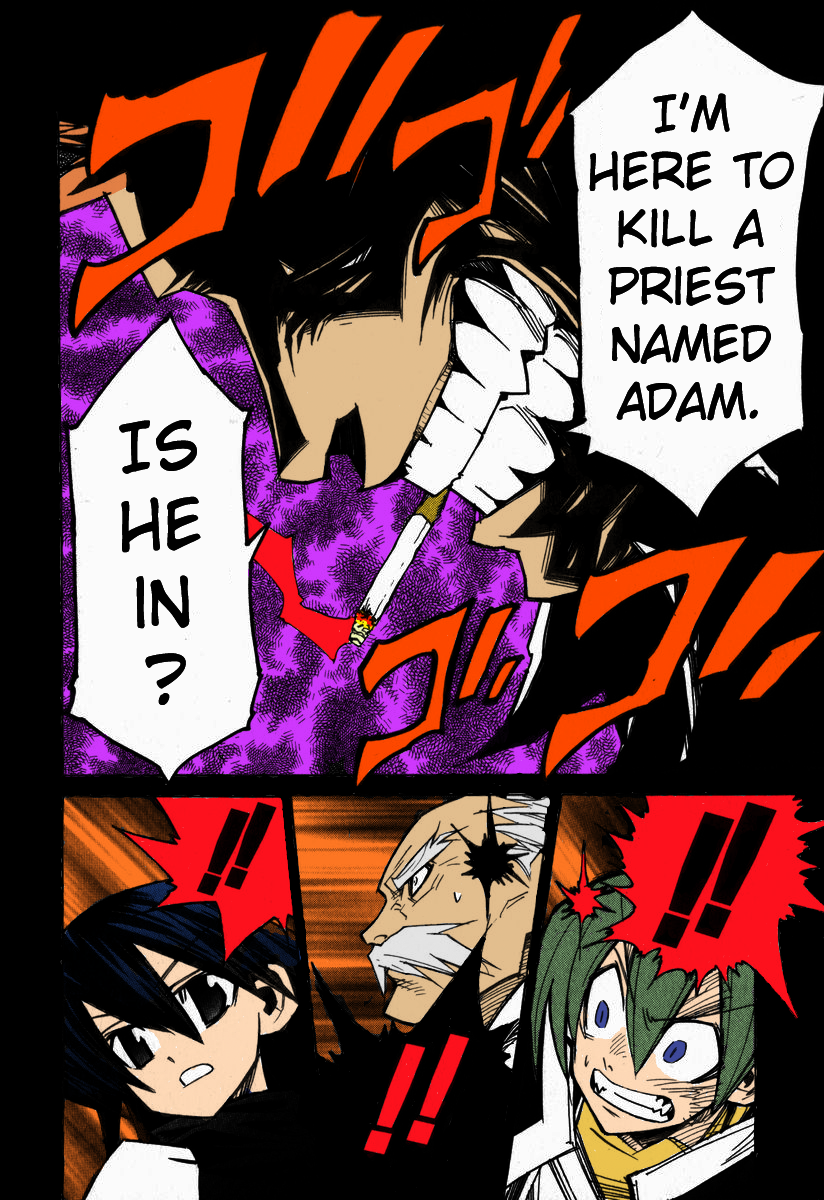 I'M
HERE TO
KILL A
PRIEST
NAMED
ADAM.
ゴゴ
IS
HE
IN
?
ゴゴ
!!
!!
!!